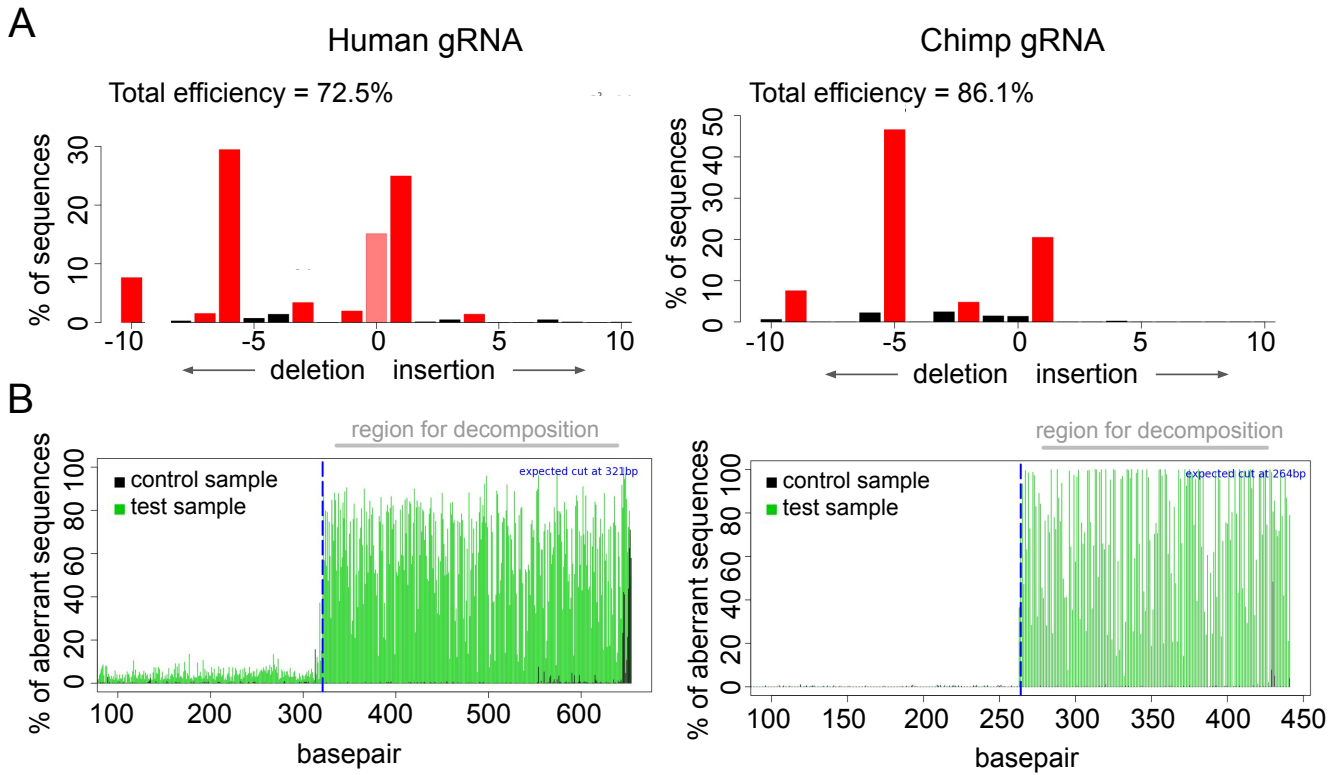 A
Human gRNA
Chimp gRNA
Total efficiency = 72.5%
Total efficiency = 86.1%
% of sequences
0 10 20 30
-10 -5 0 5 10
deletion insertion
% of sequences
0 10 20 30 40 50
-10 -5 0 5 10
deletion insertion
B
region for decomposition
% of aberrant sequences
0 20 40 60 80 100
control sample
test sample
expected cut at 321bp
100 200 300 400 500 600
basepair
region for decomposition
% of aberrant sequences
0 20 40 60 80 100
control sample
test sample
expected cut at 264bp
100 150 200 250 300 350 400 450
basepair